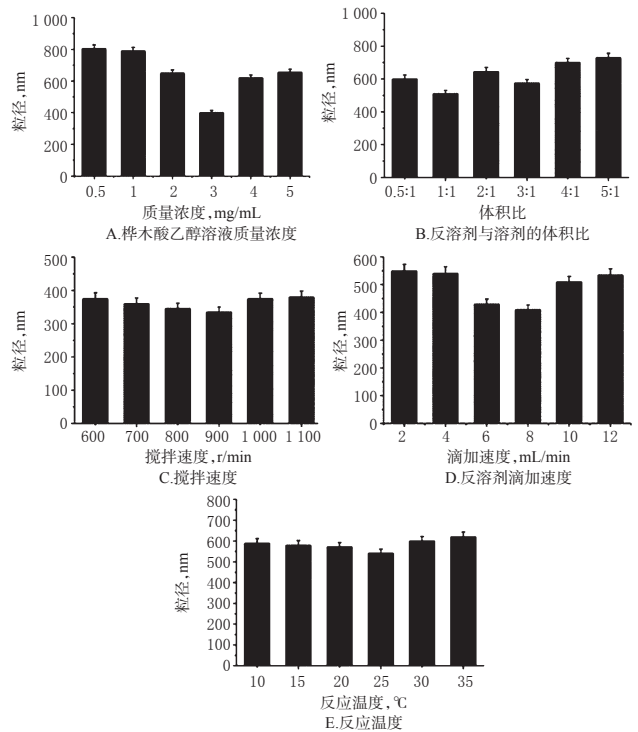 1 000
800
600
400
200
0
粒径,nm
0.5 1 2 3 4 5
质量浓度,mg/mL
A.桦木酸乙醇溶液质量浓度
1 000
800
600
400
200
0
粒径,nm
0.5∶1 1∶1 2∶1 3∶1 4∶1 5∶1
体积比
B.反溶剂与溶剂的体积比
500
400
300
200
100
0
粒径,nm
600 700 800 900 1 000 1 100
搅拌速度,r/min
C.搅拌速度
600
500
400
300
200
100
0
粒径,nm
2 4 6 8 10 12
滴加速度,mL/min
D.反溶剂滴加速度
800
700
600
500
400
300
200
100
0
粒径,nm
10 15 20 25 30 35
反应温度,℃
E.反应温度